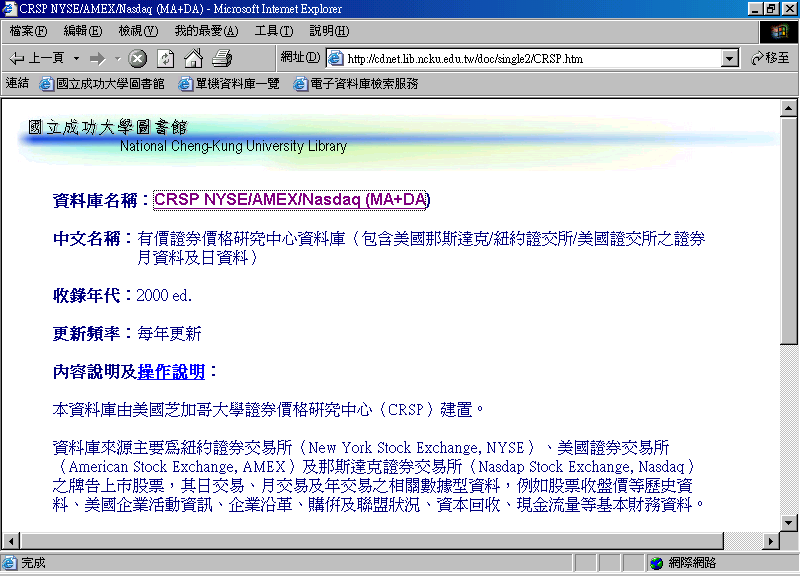 CRSP NYSE/AMEX/Nasdaq (MA+DA) - Microsoft Internet Explorer
檔案(F) 編輯(E) 檢視(V) 我的最愛(A) 工具(T) 說明(H)
上一頁 網址(D) http://cdnet.lib.ncku.edu.tw/doc/single2/CRSP.htm 移至
連結 國立成功大學圖書館 單機資料庫一覽 電子資料庫檢索服務
國立成功大學圖書館
National Cheng-Kung University Library
資料庫名稱：CRSP NYSE/AMEX/Nasdaq (MA+DA)
中文名稱：有價證券價格研究中心資料庫（包含美國那斯達克/紐約證交所/美國證交所之證券
月資料及日資料）
收錄年代：2000 ed.
更新頻率：每年更新
內容說明及操作說明：
本資料庫由美國芝加哥大學證券價格研究中心（CRSP）建置。
資料庫來源主要為紐約證券交易所（New York Stock Exchange, NYSE）、美國證券交易所
（American Stock Exchange, AMEX）及那斯達克證券交易所（Nasdap Stock Exchange, Nasdaq）
之牌告上市股票，其日交易、月交易及年交易之相關數據型資料，例如股票收盤價等歷史資
料、美國企業活動資訊、企業沿革、購併及聯盟狀況、資本回收、現金流量等基本財務資料。
完成 網際網路